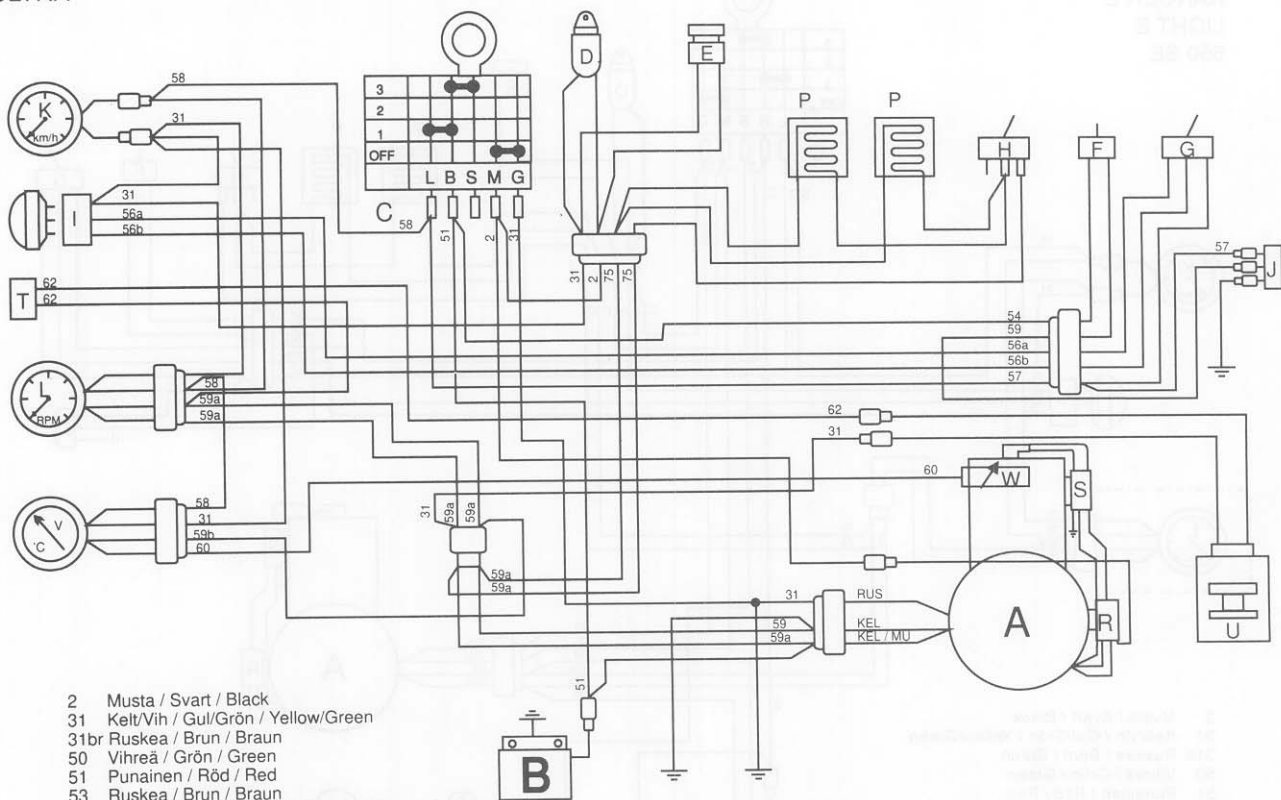 58
K
km/h
31
3
2
1
OFF
L B S M G
C
58
51
2
31
D
E
P
P
H
F
G
57
J
I
31
56a
56b
T
62
62
31
2
75
75
54
59
56a
56b
57
L
RPM
58
59a
59a
62
31
60
W
S
V
°C
58
31
59b
60
31
59a
59a
59a
59a
31
RUS
59
KEL
59a
KEL / MU
A
R
U
51
B
2 Musta / Svart / Black
31 Kelt/Vih / Gul/Grön / Yellow/Green
31br Ruskea / Brun / Braun
50 Vihreä / Grön / Green
51 Punainen / Röd / Red
53 Ruskea / Brun / Braun